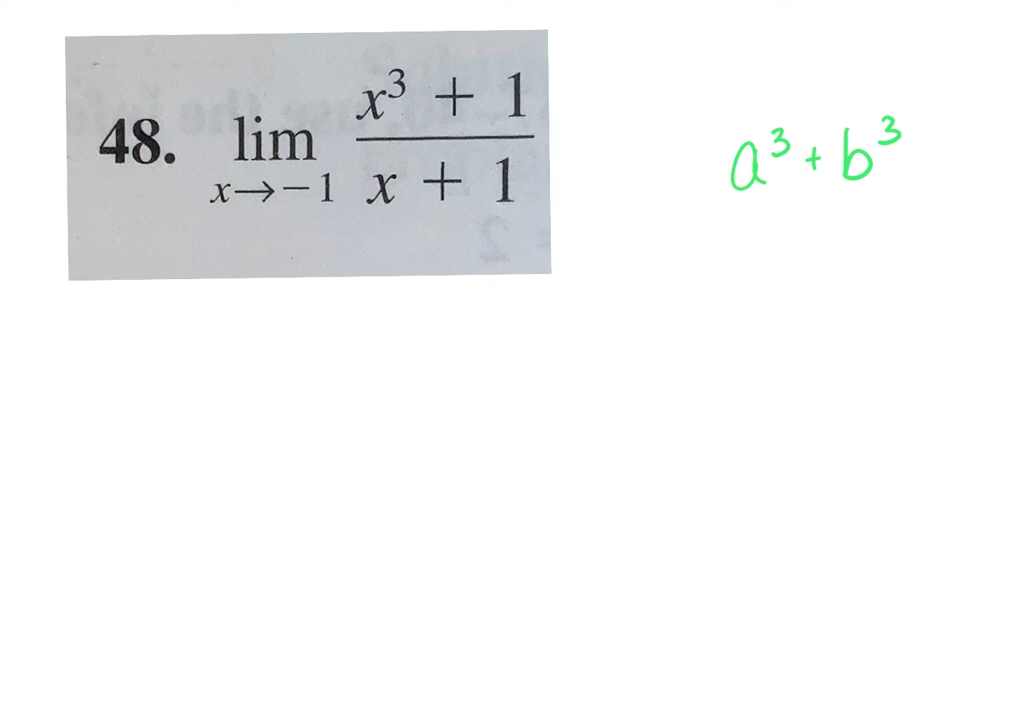 48. lim x→−1 x³ + 1 / x + 1
a³ + b³